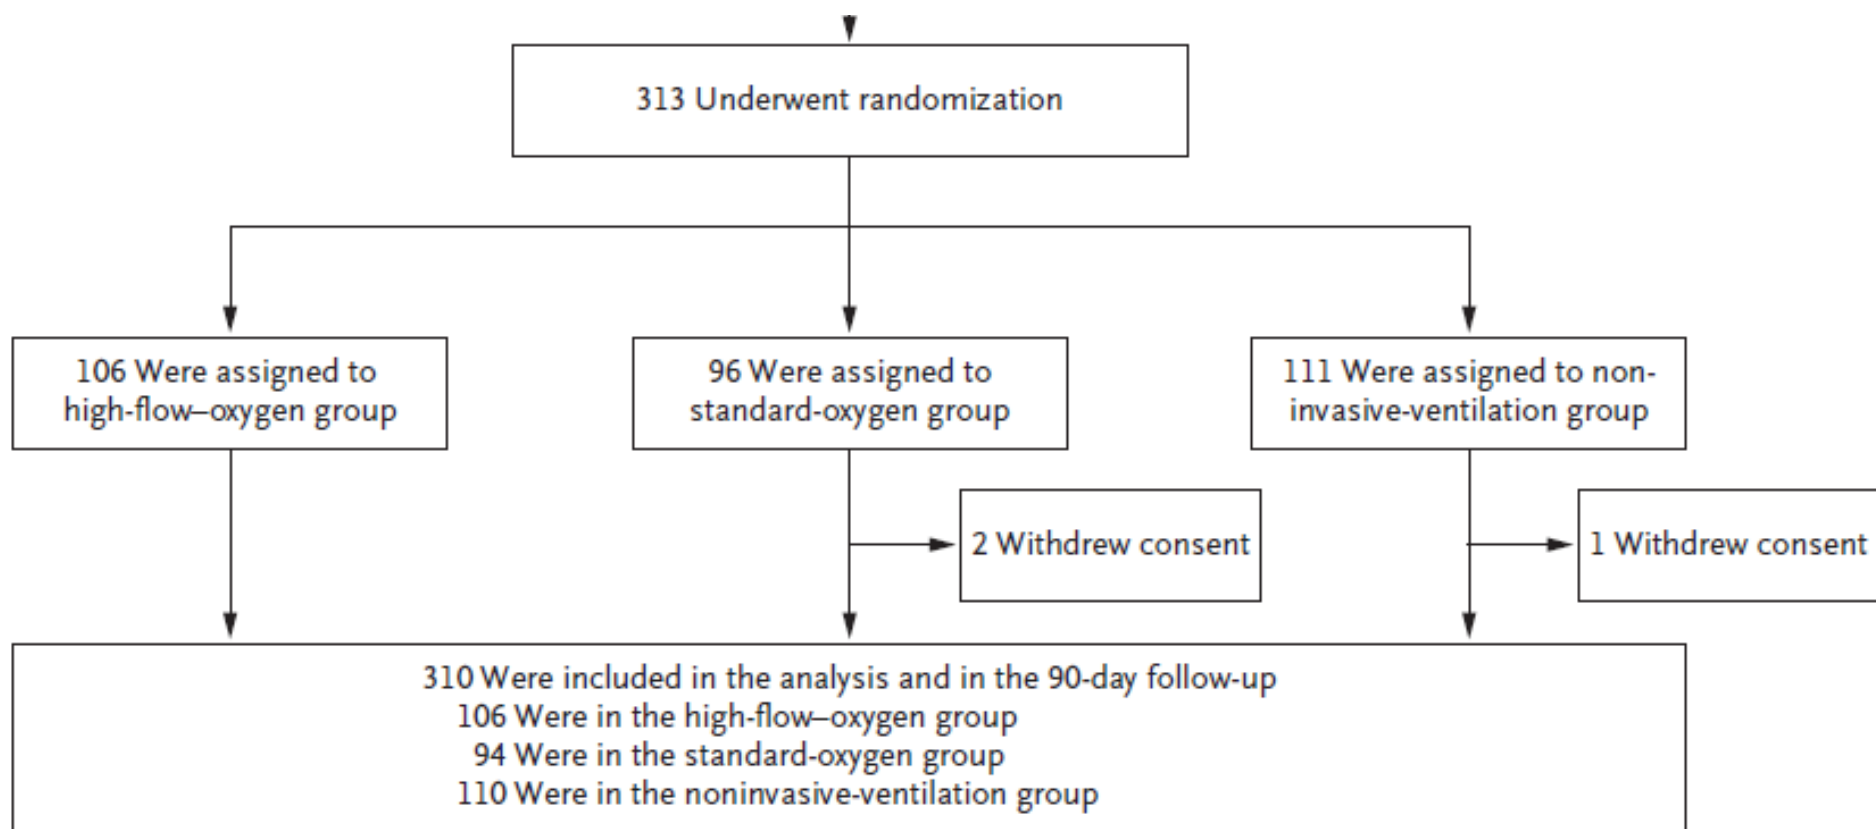 313 Underwent randomization
106 Were assigned to
high-flow–oxygen group
96 Were assigned to
standard-oxygen group
111 Were assigned to non-
invasive-ventilation group
2 Withdrew consent
1 Withdrew consent
310 Were included in the analysis and in the 90-day follow-up
106 Were in the high-flow–oxygen group
94 Were in the standard-oxygen group
110 Were in the noninvasive-ventilation group